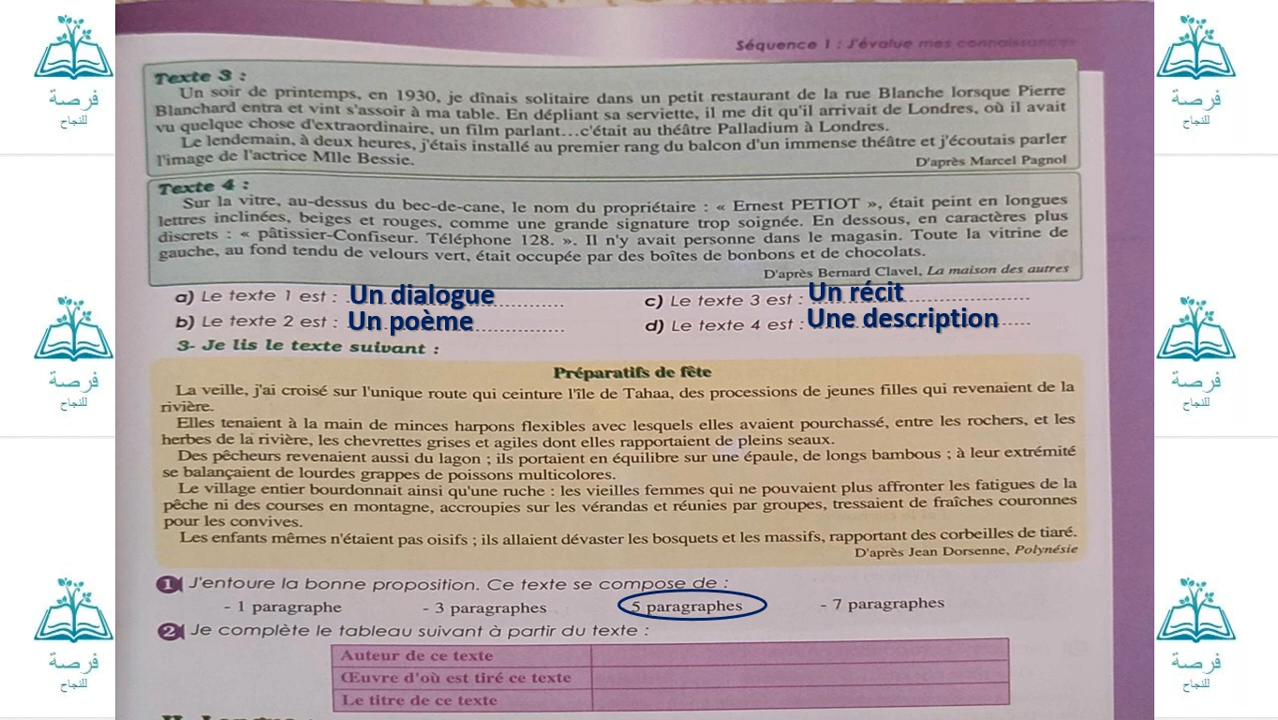 Séquence 1 : J'évalue mes connaissances
Texte 3 :
Un soir de printemps, en 1930, je dînais solitaire dans un petit restaurant de la rue Blanche lorsque Pierre
Blanchard entra et vint s'assoir à ma table. En dépliant sa serviette, il me dit qu'il arrivait de Londres, où il avait
vu quelque chose d'extraordinaire, un film parlant...c'était au théâtre Palladium à Londres.
Le lendemain, à deux heures, j'étais installé au premier rang du balcon d'un immense théâtre et j'écoutais parler
l'image de l'actrice Mlle Bessie.
D'après Marcel Pagnol
Texte 4 :
Sur la vitre, au-dessus du bec-de-cane, le nom du propriétaire : « Ernest PETIOT », était peint en longues
lettres inclinées, beiges et rouges, comme une grande signature trop soignée. En dessous, en caractères plus
discrets : « pâtissier-Confiseur. Téléphone 128. ». Il n'y avait personne dans le magasin. Toute la vitrine de
gauche, au fond tendu de velours vert, était occupée par des boîtes de bonbons et de chocolats.
D'après Bernard Clavel, La maison des autres
a) Le texte 1 est : Un dialogue
c) Le texte 3 est : Un récit
b) Le texte 2 est : Un poème
d) Le texte 4 est : Une description
3- Je lis le texte suivant :
Préparatifs de fête
La veille, j'ai croisé sur l'unique route qui ceinture l'île de Tahaa, des processions de jeunes filles qui revenaient de la
rivière.
Elles tenaient à la main de minces harpons flexibles avec lesquels elles avaient pourchassé, entre les rochers, et les
herbes de la rivière, les chevrettes grises et agiles dont elles rapportaient de pleins seaux.
Des pêcheurs revenaient aussi du lagon ; ils portaient en équilibre sur une épaule, de longs bambous ; à leur extrémité
se balançaient de lourdes grappes de poissons multicolores.
Le village entier bourdonnait ainsi qu'une ruche : les vieilles femmes qui ne pouvaient plus affronter les fatigues de la
pêche ni des courses en montagne, accroupies sur les vérandas et réunies par groupes, tressaient de fraîches couronnes
pour les convives.
Les enfants mêmes n'étaient pas oisifs ; ils allaient dévaster les bosquets et les massifs, rapportant des corbeilles de tiaré.
D'après Jean Dorsenne, Polynésie
1 J'entoure la bonne proposition. Ce texte se compose de :
- 1 paragraphe
- 3 paragraphes
5 paragraphes
- 7 paragraphes
2 Je complète le tableau suivant à partir du texte :
Auteur de ce texte
Œuvre d'où est tiré ce texte
Le titre de ce texte
فرصة
للنجاح
فرصة
للنجاح
فرصة
للنجاح
فرصة
للنجاح
فرصة
للنجاح
فرصة
للنجاح